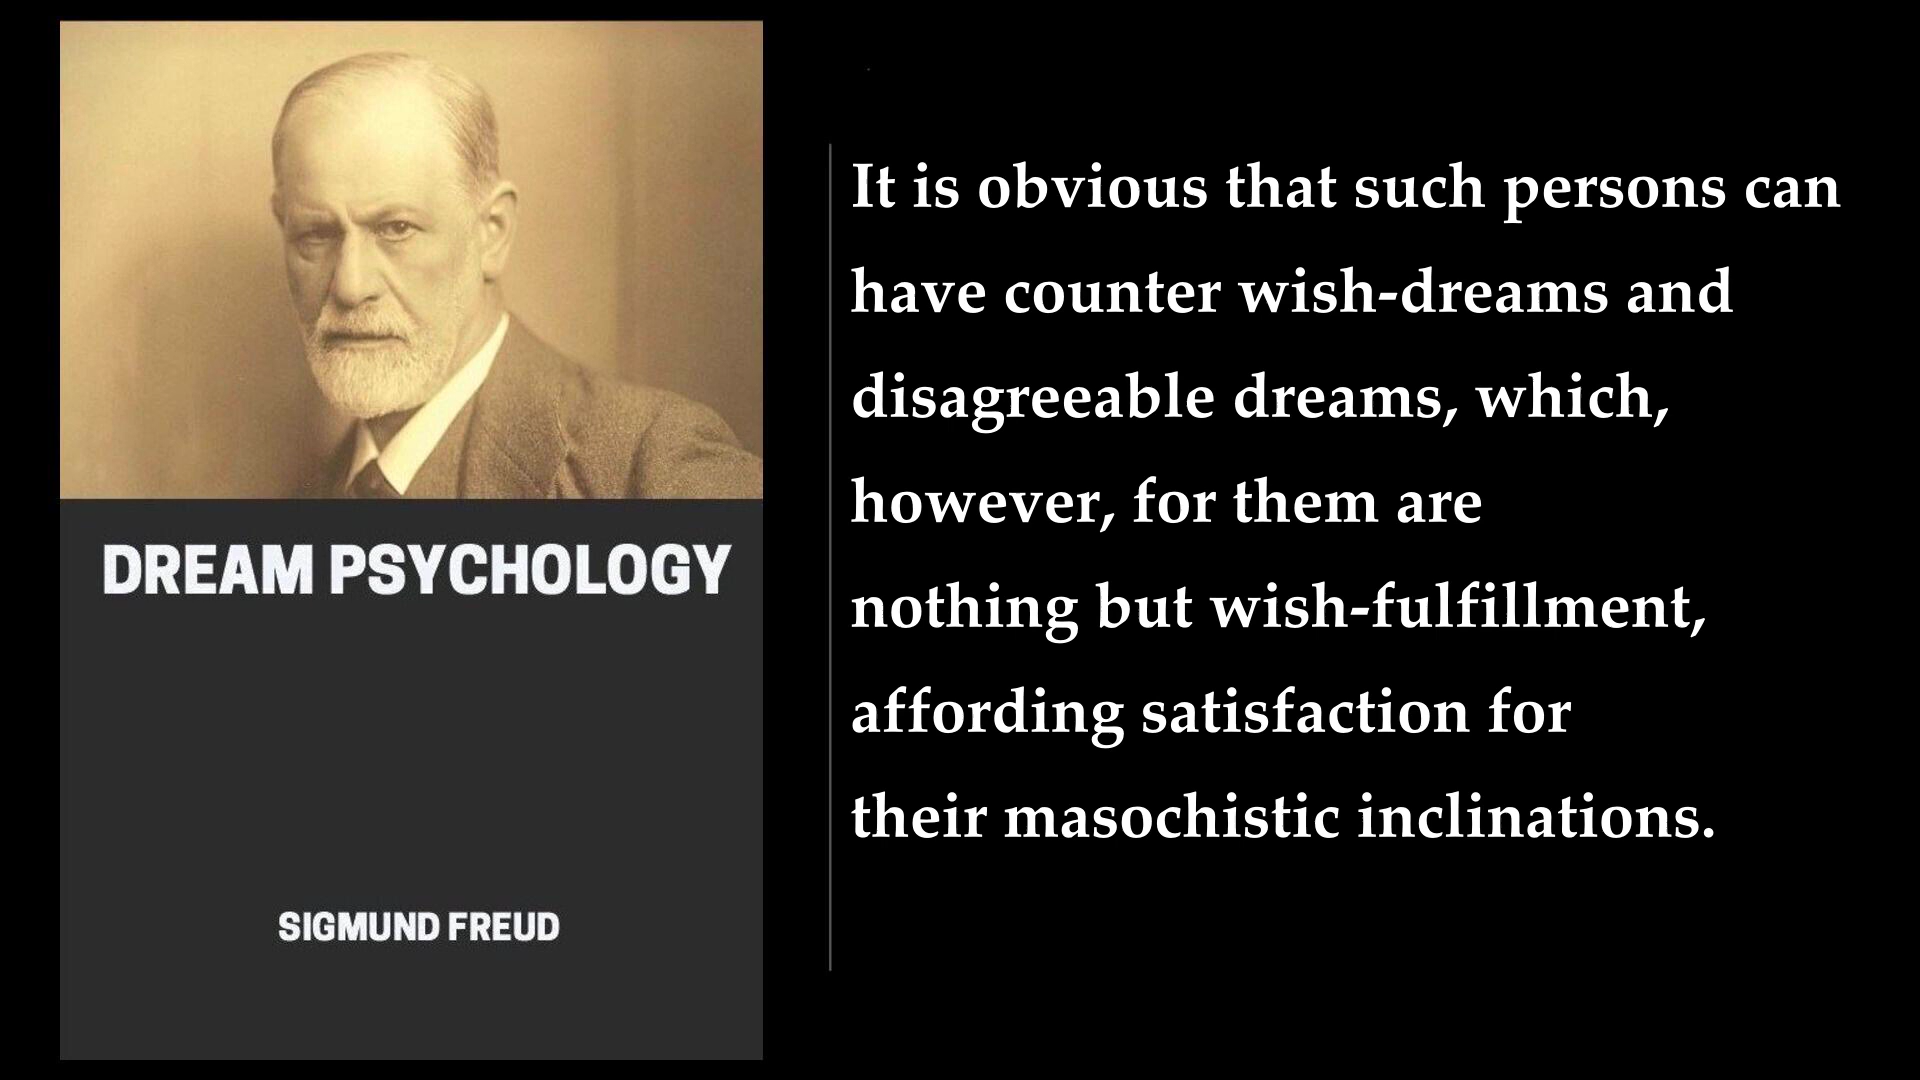 DREAM PSYCHOLOGY
SIGMUND FREUD
It is obvious that such persons can
have counter wish-dreams and
disagreeable dreams, which,
however, for them are
nothing but wish-fulfillment,
affording satisfaction for
their masochistic inclinations.